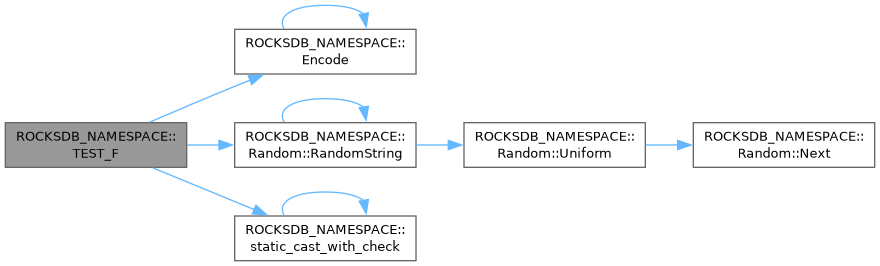 ROCKSDB_NAMESPACE::
Encode
ROCKSDB_NAMESPACE::
TEST_F
ROCKSDB_NAMESPACE::
Random::RandomString
ROCKSDB_NAMESPACE::
Random::Uniform
ROCKSDB_NAMESPACE::
Random::Next
ROCKSDB_NAMESPACE::
static_cast_with_check